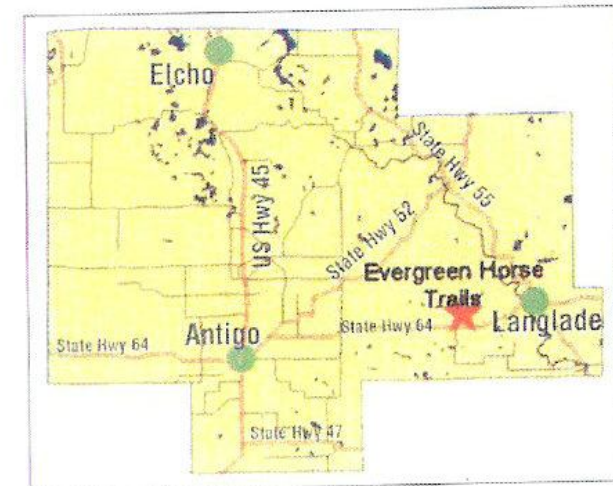 Elcho
State Hwy 55
US Hwy 45
State Hwy 52
Evergreen Horse
Trails
Antigo
State Hwy 64
Langlade
State Hwy 64
State Hwy 47